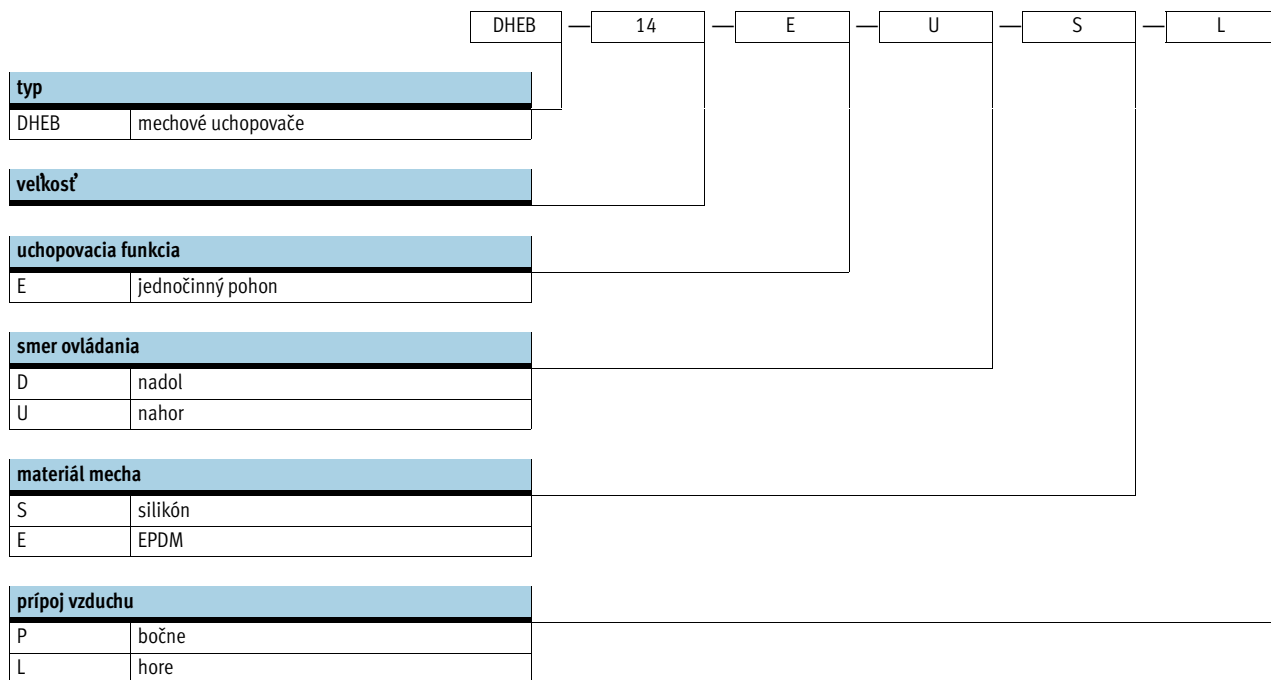 DHEB — 14 — E — U — S — L
typ
DHEB mechové uchopovače
veľkosť
uchopovacia funkcia
E jednočinný pohon
smer ovládania
D nadol
U nahor
materiál mecha
S silikón
E EPDM
prípoj vzduchu
P bočne
L hore